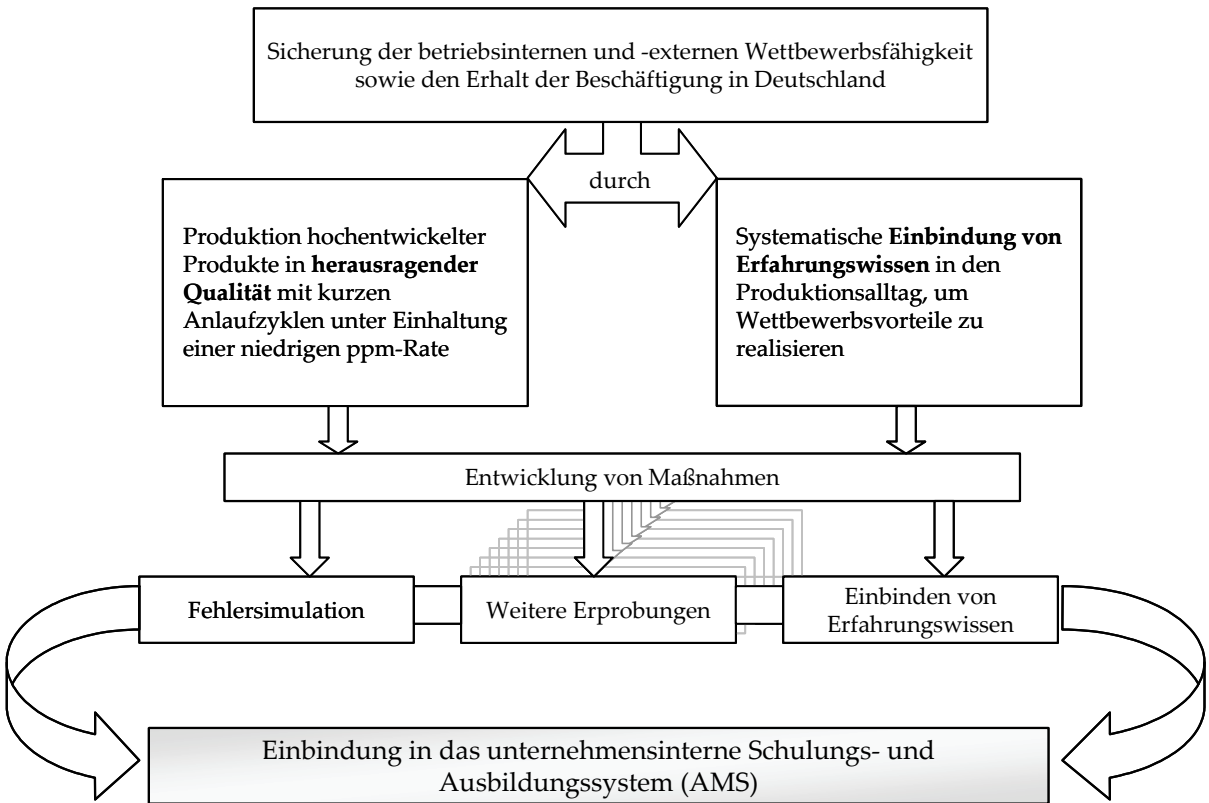 Sicherung der betriebsinternen und -externen Wettbewerbsfähigkeit
sowie den Erhalt der Beschäftigung in Deutschland
durch
Produktion hochentwickelter
Produkte in herausragender
Qualität mit kurzen
Anlaufzyklen unter Einhaltung
einer niedrigen ppm-Rate
Systematische Einbindung von
Erfahrungswissen in den
Produktionsalltag, um
Wettbewerbsvorteile zu
realisieren
Entwicklung von Maßnahmen
Fehlersimulation
Weitere Erprobungen
Einbinden von
Erfahrungswissen
Einbindung in das unternehmensinterne Schulungs- und
Ausbildungssystem (AMS)